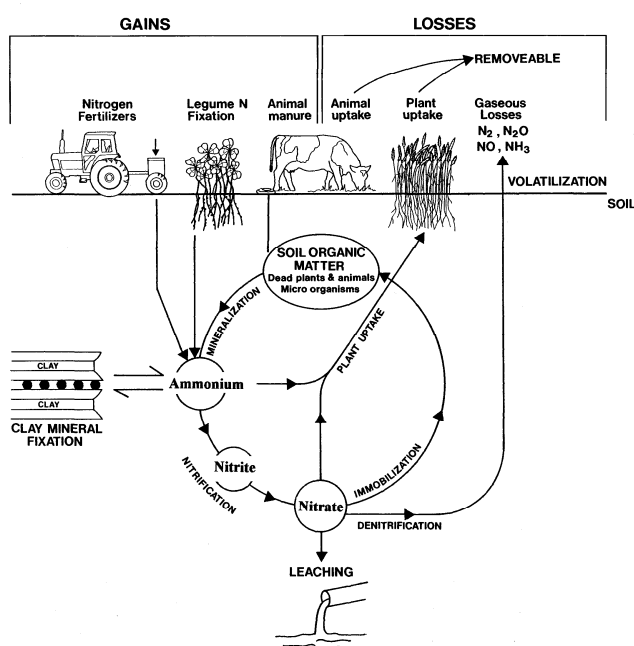 GAINS
LOSSES
REMOVEABLE
Nitrogen
Fertilizers
Legume N
Fixation
Animal
manure
Animal
uptake
Plant
uptake
Gaseous
Losses
N₂ , N₂O
NO , NH₃
VOLATILIZATION
SOIL
SOIL ORGANIC
MATTER
Dead plants & animals
Micro organisms
MINERALIZATION
PLANT UPTAKE
CLAY
CLAY
CLAY MINERAL
FIXATION
Ammonium
Nitrite
NITRIFICATION
Nitrate
IMMOBILIZATION
DENITRIFICATION
LEACHING